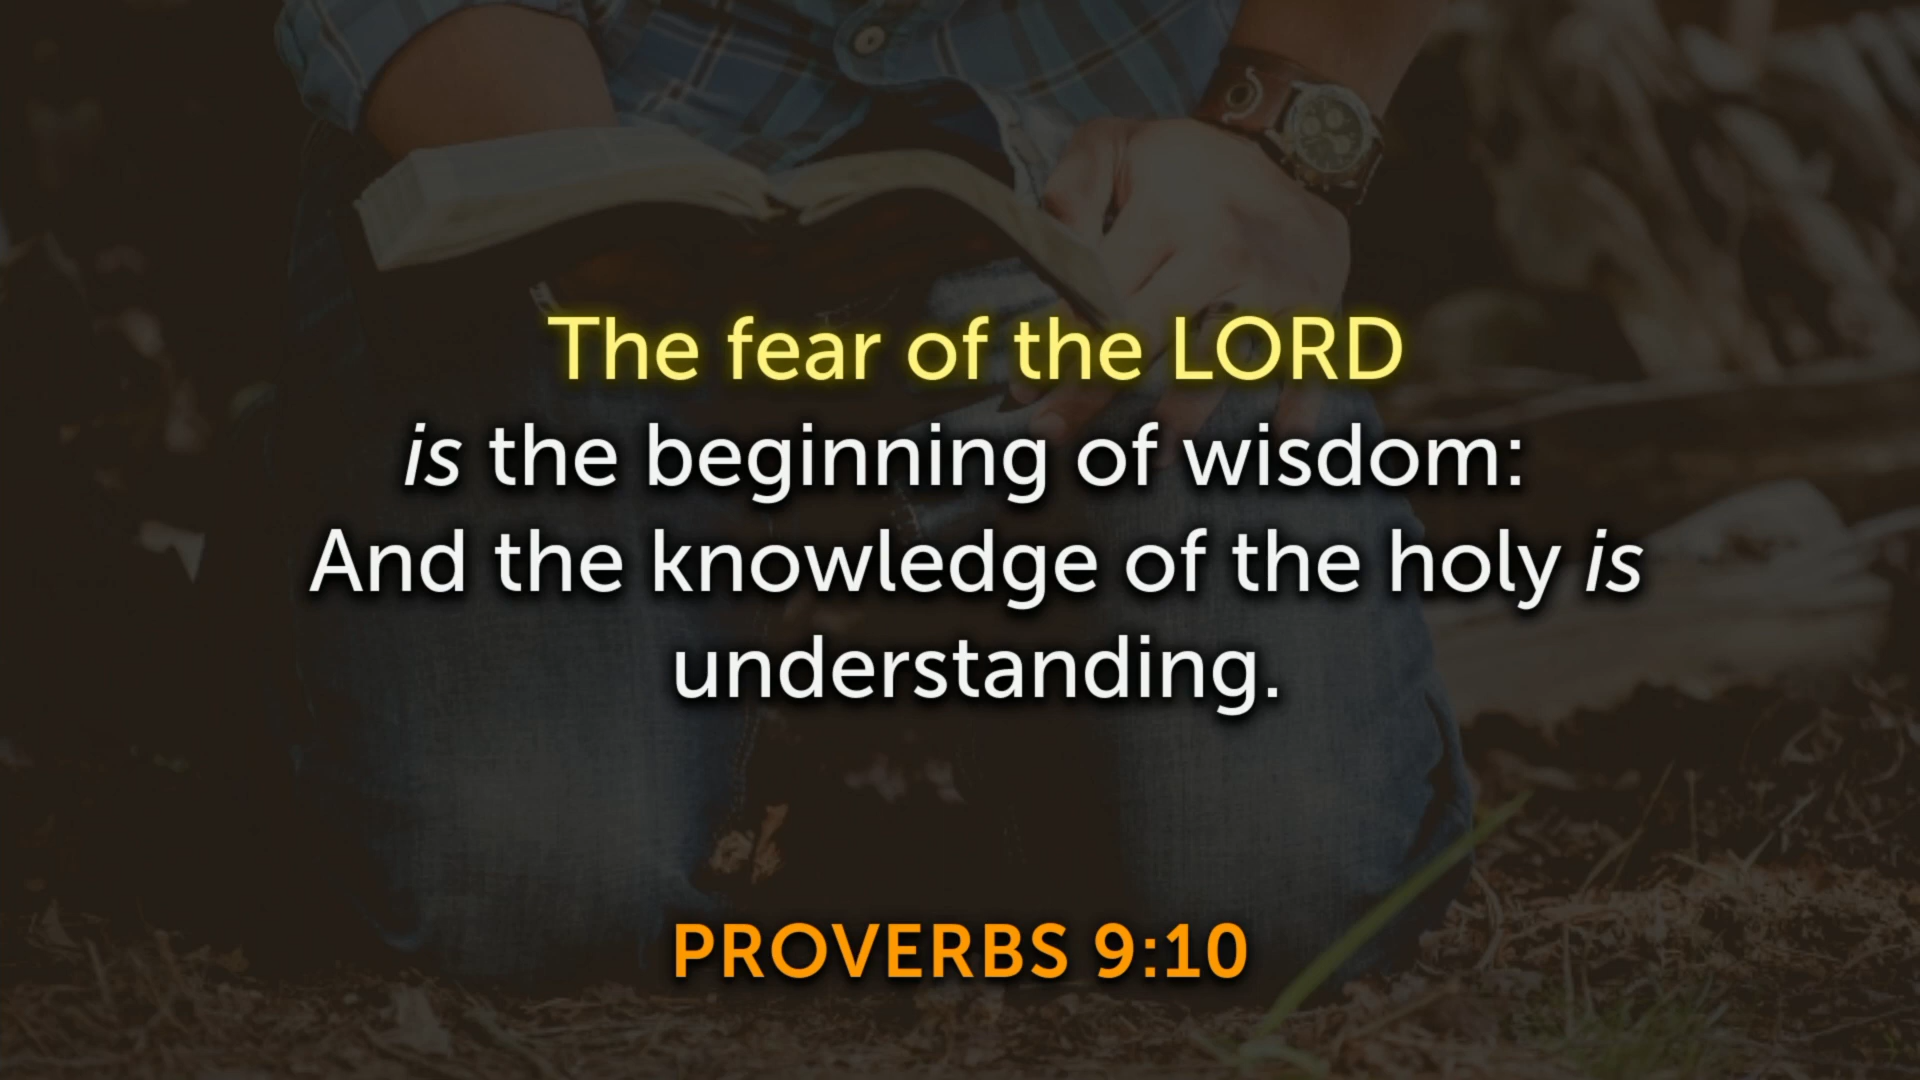 The fear of the LORD
is the beginning of wisdom:
And the knowledge of the holy is
understanding.
PROVERBS 9:10